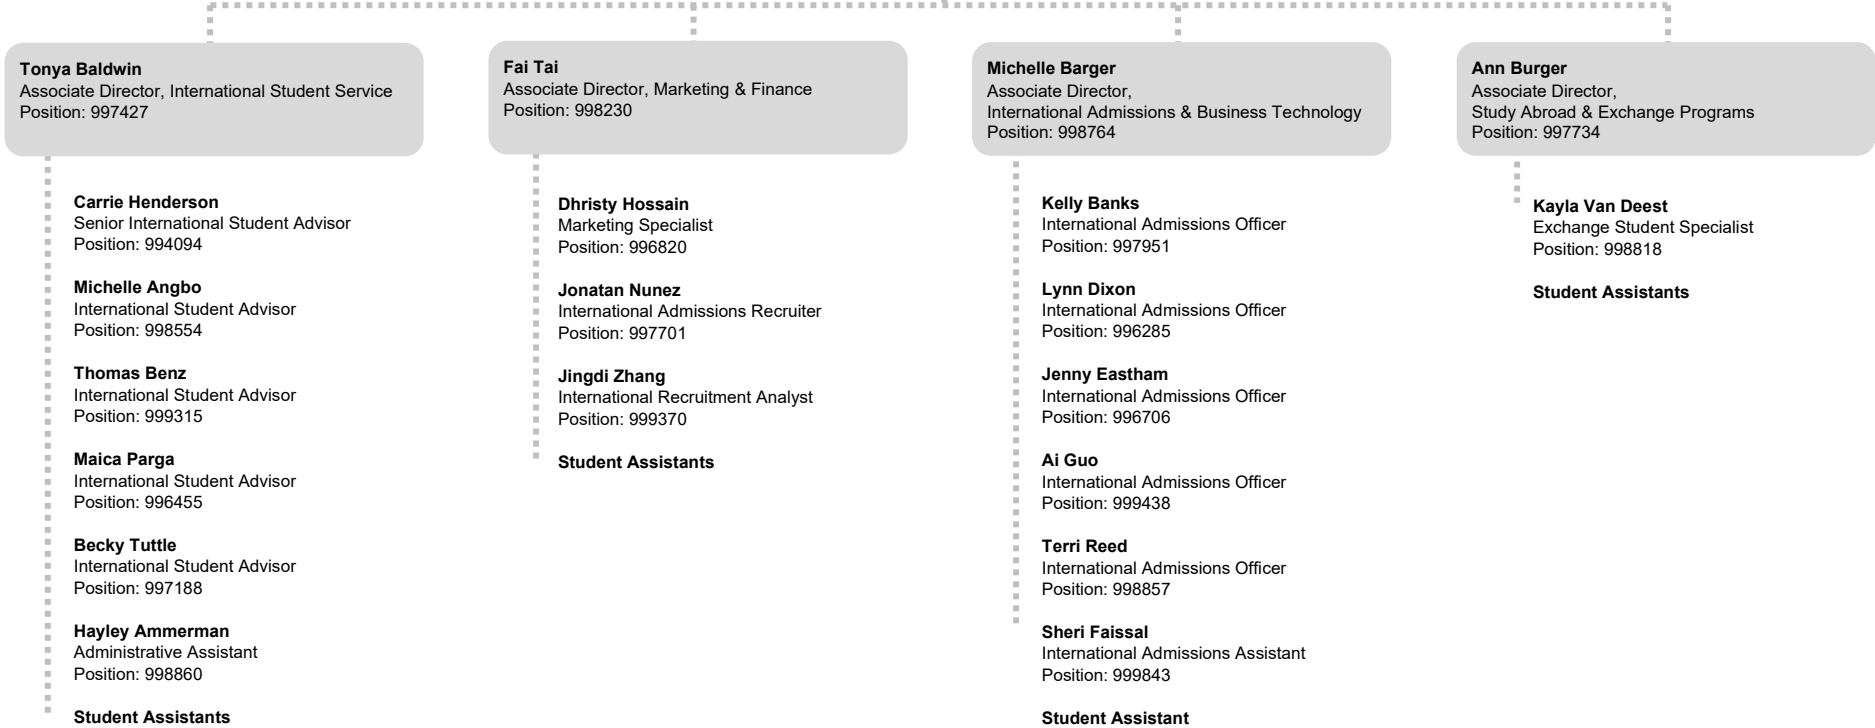 Tonya Baldwin
Associate Director, International Student Service
Position: 997427
Carrie Henderson
Senior International Student Advisor
Position: 994094
Michelle Angbo
International Student Advisor
Position: 998554
Thomas Benz
International Student Advisor
Position: 999315
Maica Parga
International Student Advisor
Position: 996455
Becky Tuttle
International Student Advisor
Position: 997188
Hayley Ammerman
Administrative Assistant
Position: 998860
Student Assistants
Fai Tai
Associate Director, Marketing & Finance
Position: 998230
Dhristy Hossain
Marketing Specialist
Position: 996820
Jonatan Nunez
International Admissions Recruiter
Position: 997701
Jingdi Zhang
International Recruitment Analyst
Position: 999370
Student Assistants
Michelle Barger
Associate Director,
International Admissions & Business Technology
Position: 998764
Kelly Banks
International Admissions Officer
Position: 997951
Lynn Dixon
International Admissions Officer
Position: 996285
Jenny Eastham
International Admissions Officer
Position: 996706
Ai Guo
International Admissions Officer
Position: 999438
Terri Reed
International Admissions Officer
Position: 998857
Sheri Faissal
International Admissions Assistant
Position: 999843
Student Assistant
Ann Burger
Associate Director,
Study Abroad & Exchange Programs
Position: 997734
Kayla Van Deest
Exchange Student Specialist
Position: 998818
Student Assistants